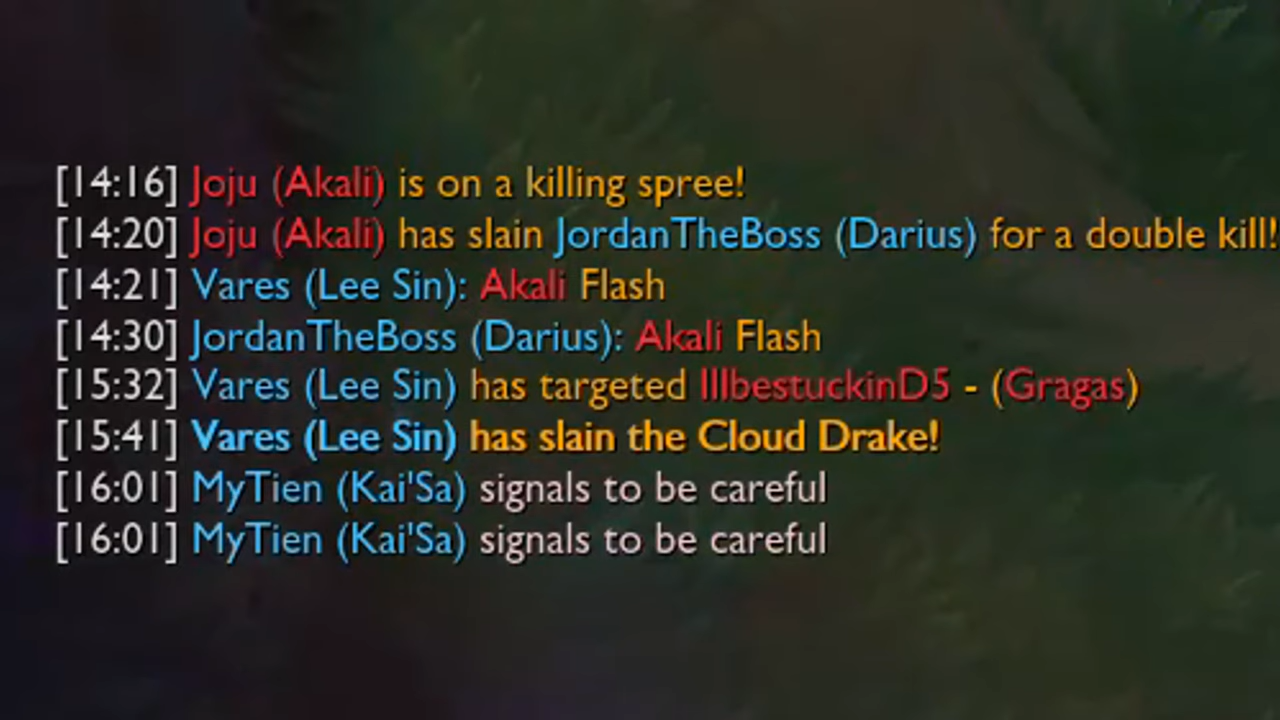 [14:16] Joju (Akali) is on a killing spree!
[14:20] Joju (Akali) has slain JordanTheBoss (Darius) for a double kill!
[14:21] Vares (Lee Sin): Akali Flash
[14:30] JordanTheBoss (Darius): Akali Flash
[15:32] Vares (Lee Sin) has targeted IllbestuckinD5 - (Gragas)
[15:41] Vares (Lee Sin) has slain the Cloud Drake!
[16:01] MyTien (Kai'Sa) signals to be careful
[16:01] MyTien (Kai'Sa) signals to be careful